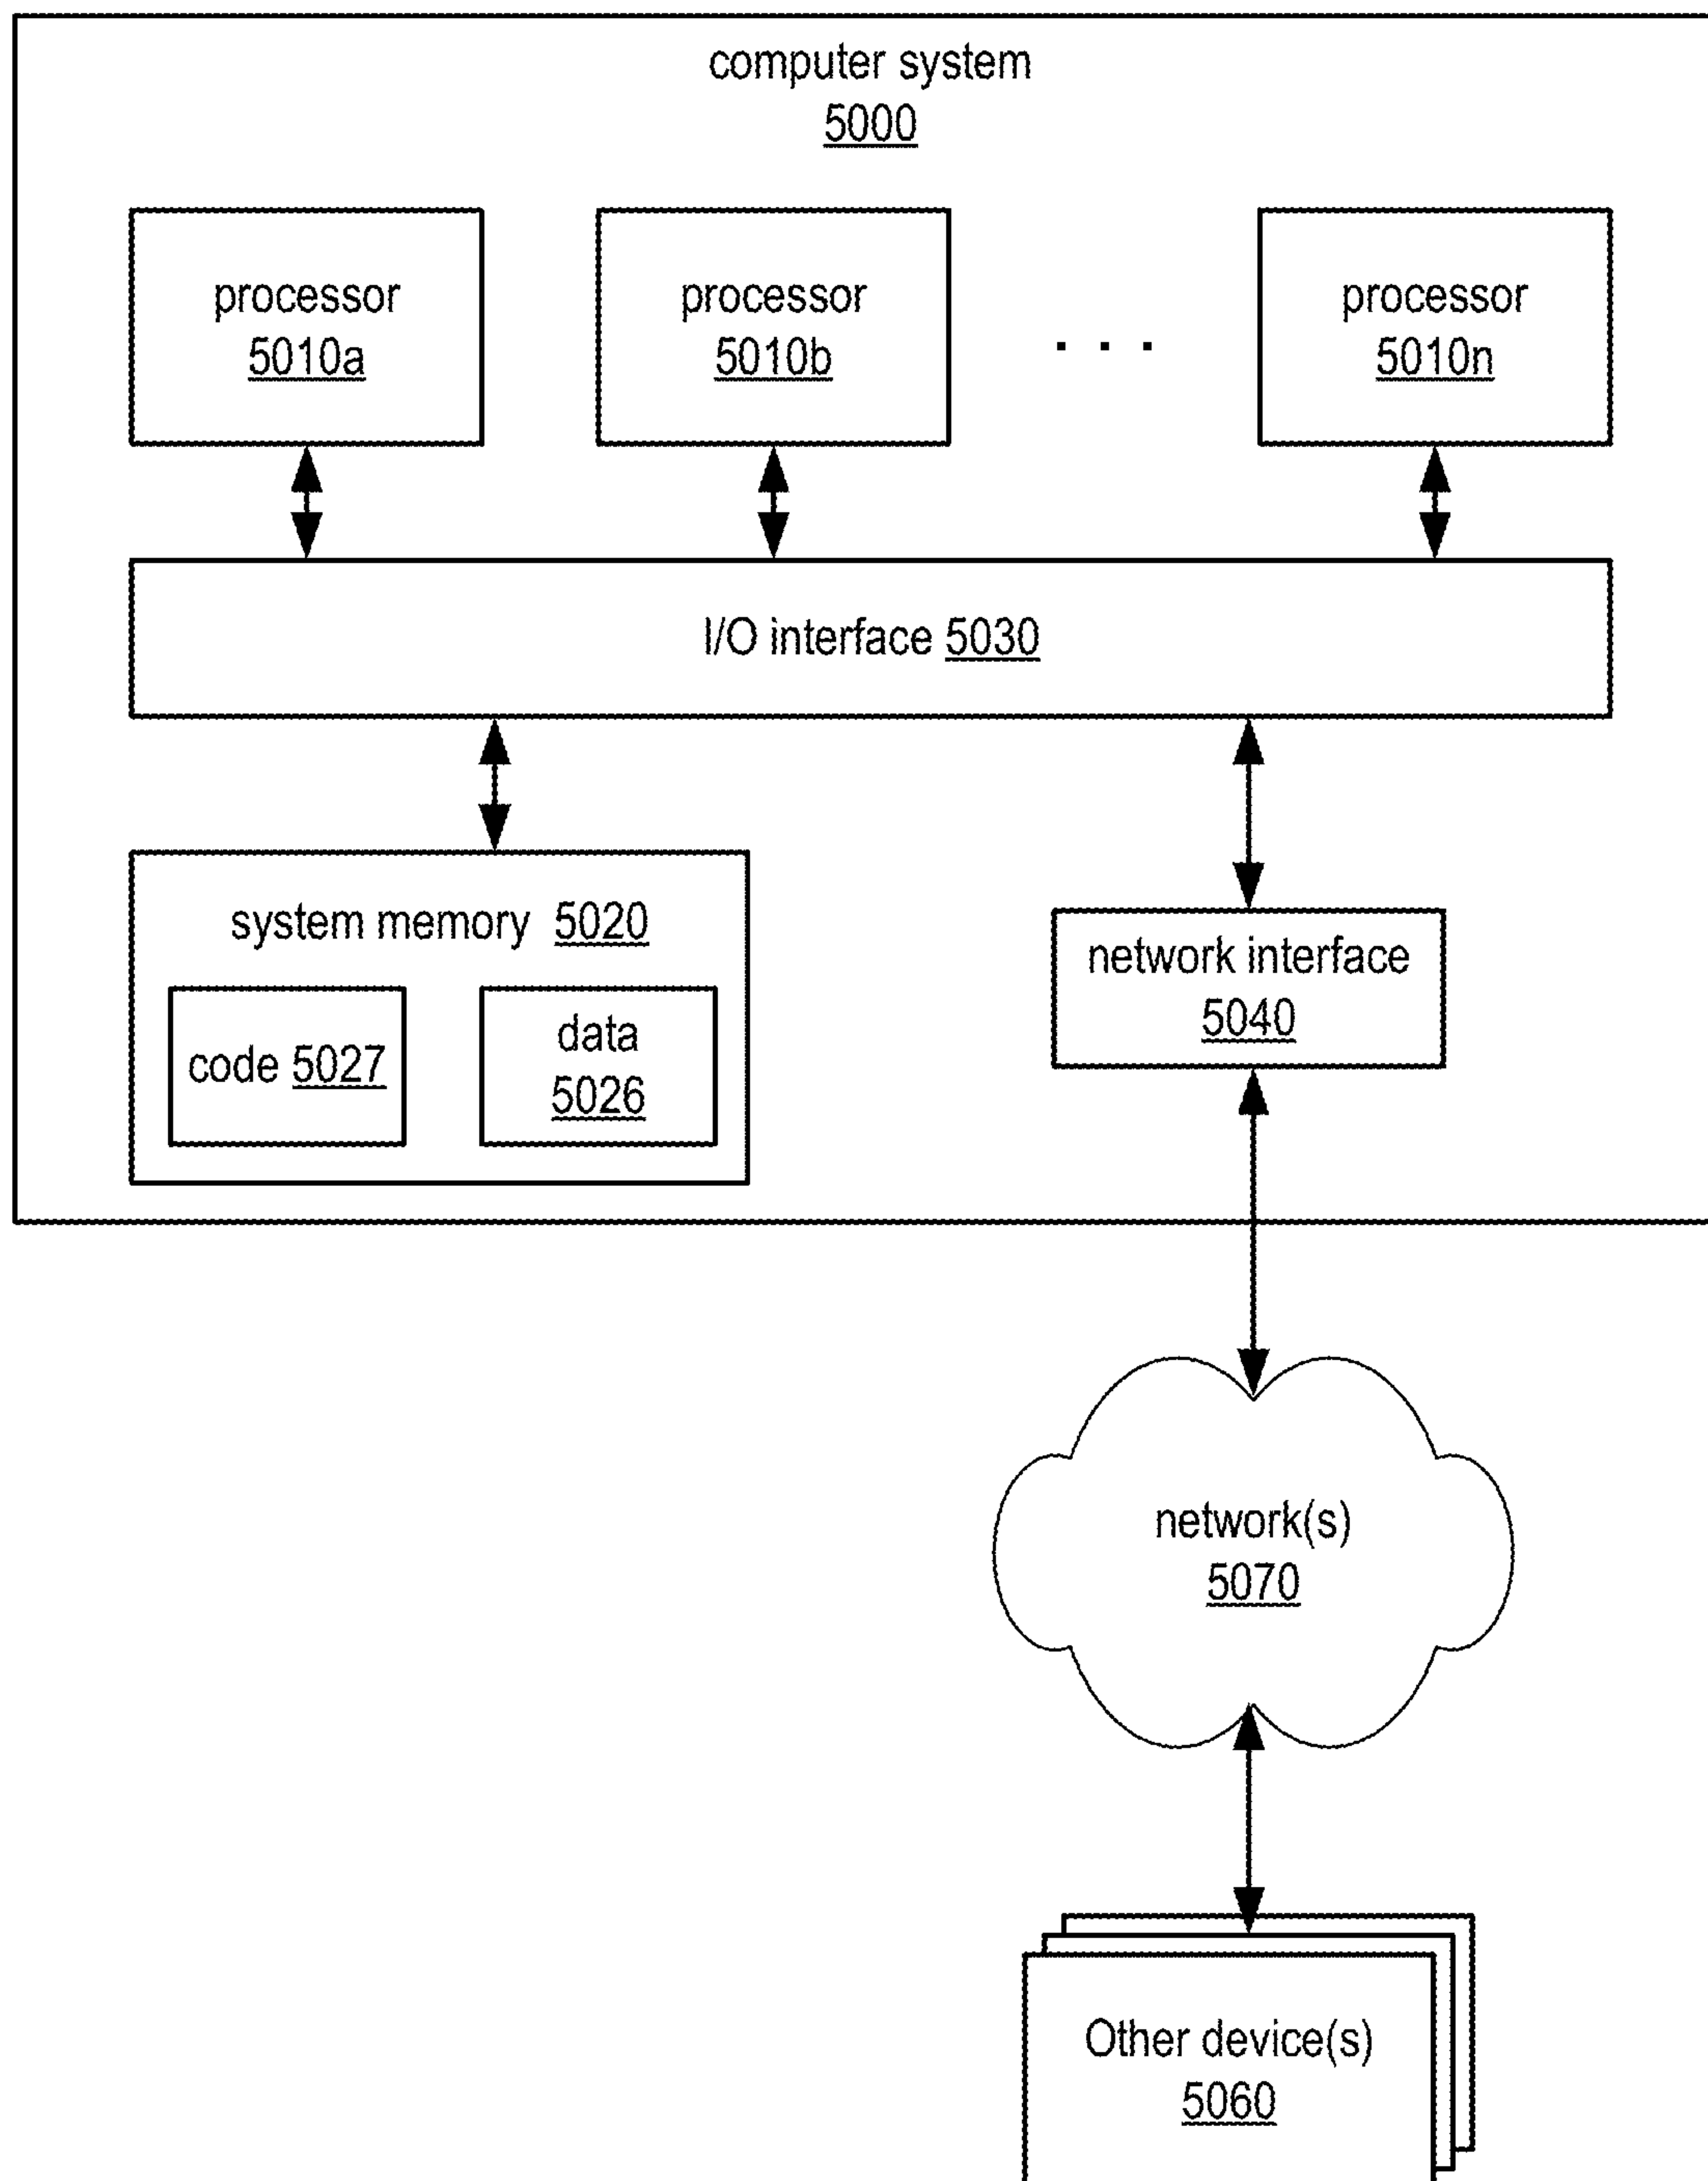 computer system
5000
processor
5010a
processor
5010b
. . .
processor
5010n
I/O interface 5030
system memory 5020
code 5027
data
5026
network interface
5040
network(s)
5070
Other device(s)
5060